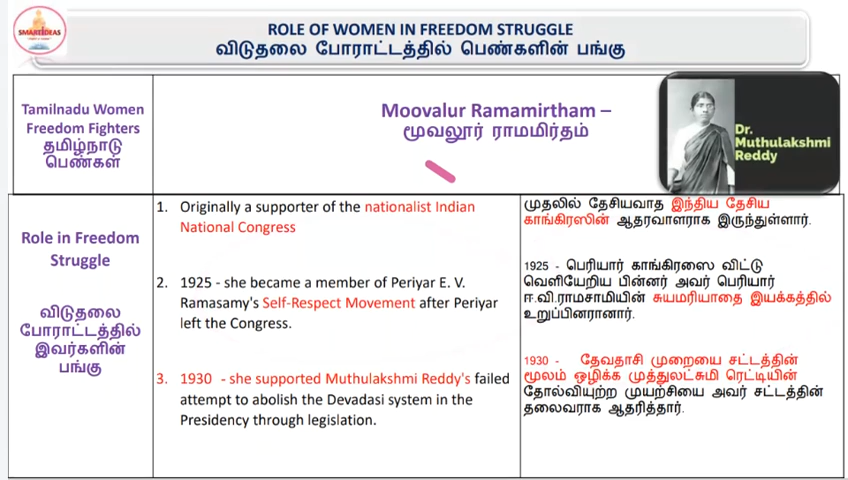 SMARTIDEAS
ROLE OF WOMEN IN FREEDOM STRUGGLE
விடுதலை போராட்டத்தில் பெண்களின் பங்கு
Tamilnadu Women
Freedom Fighters
தமிழ்நாடு
பெண்கள்
Moovalur Ramamirtham –
மூவலூர் ராமமிர்தம்
Dr.
Muthulakshmi
Reddy
Role in Freedom
Struggle
விடுதலை
போராட்டத்தில்
இவர்களின்
பங்கு
1. Originally a supporter of the nationalist Indian
National Congress
2. 1925 - she became a member of Periyar E. V.
Ramasamy's Self-Respect Movement after Periyar
left the Congress.
3. 1930 - she supported Muthulakshmi Reddy's failed
attempt to abolish the Devadasi system in the
Presidency through legislation.
முதலில் தேசியவாத இந்திய தேசிய
காங்கிரஸின் ஆதரவாளராக இருந்துள்ளார்.
1925 - பெரியார் காங்கிரஸை விட்டு
வெளியேறிய பின்னர் அவர் பெரியார்
ஈ.வி.ராமசாமியின் சுயமரியாதை இயக்கத்தில்
உறுப்பினரானார்.
1930 - தேவதாசி முறையை சட்டத்தின்
மூலம் ஒழிக்க முத்துலட்சுமி ரெட்டியின்
தோல்வியுற்ற முயற்சியை அவர் சட்டத்தின்
தலைவராக ஆதரித்தார்.